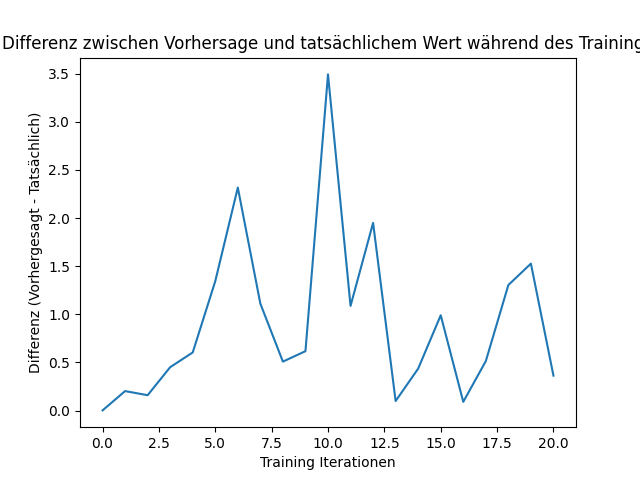 Differenz zwischen Vorhersage und tatsächlichem Wert während des Training
Differenz (Vorhergesagt - Tatsächlich)
3.5
3.0
2.5
2.0
1.5
1.0
0.5
0.0
0.0 2.5 5.0 7.5 10.0 12.5 15.0 17.5 20.0
Training Iterationen